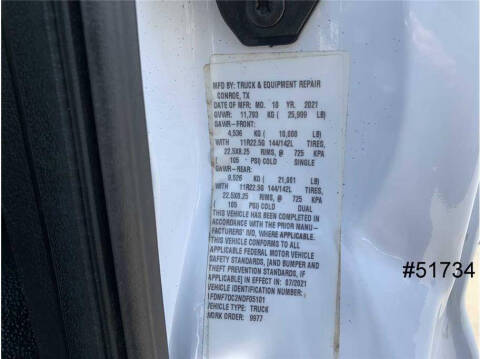 MFD BY: TRUCK & EQUIPMENT REPAIR
CONROE, TX
DATE OF MFR: MO. 10 YR. 2021
GVWR: 11,793 KG ( 25,999 LB)
GAWR-FRONT:
4,536 KG ( 10,000 LB)
WITH 11R22.5G 144/142L TIRES,
22.5X8.25 RIMS, @ 725 KPA
( 105 PSI) COLD SINGLE
GAWR-REAR:
9,526 KG ( 21,001 LB)
WITH 11R22.5G 144/142L TIRES,
22.5X8.25 RIMS, @ 725 KPA
( 105 PSI) COLD DUAL
THIS VEHICLE HAS BEEN COMPLETED IN
ACCORDANCE WITH THE PRIOR MANU-
FACTURERS' IVD, WHERE APPLICABLE.
THIS VEHICLE CONFORMS TO ALL
APPLICABLE FEDERAL MOTOR VEHICLE
SAFETY STANDARDS, [AND BUMPER AND
THEFT PREVENTION STANDARDS, IF
APPLICABLE] IN EFFECT IN: 07/2021
VEHICLE IDENTIFICATION NUMBER:
FDWF7DC2NDF05101
VEHICLE TYPE: TRUCK
WORK ORDER: 9977
#51734